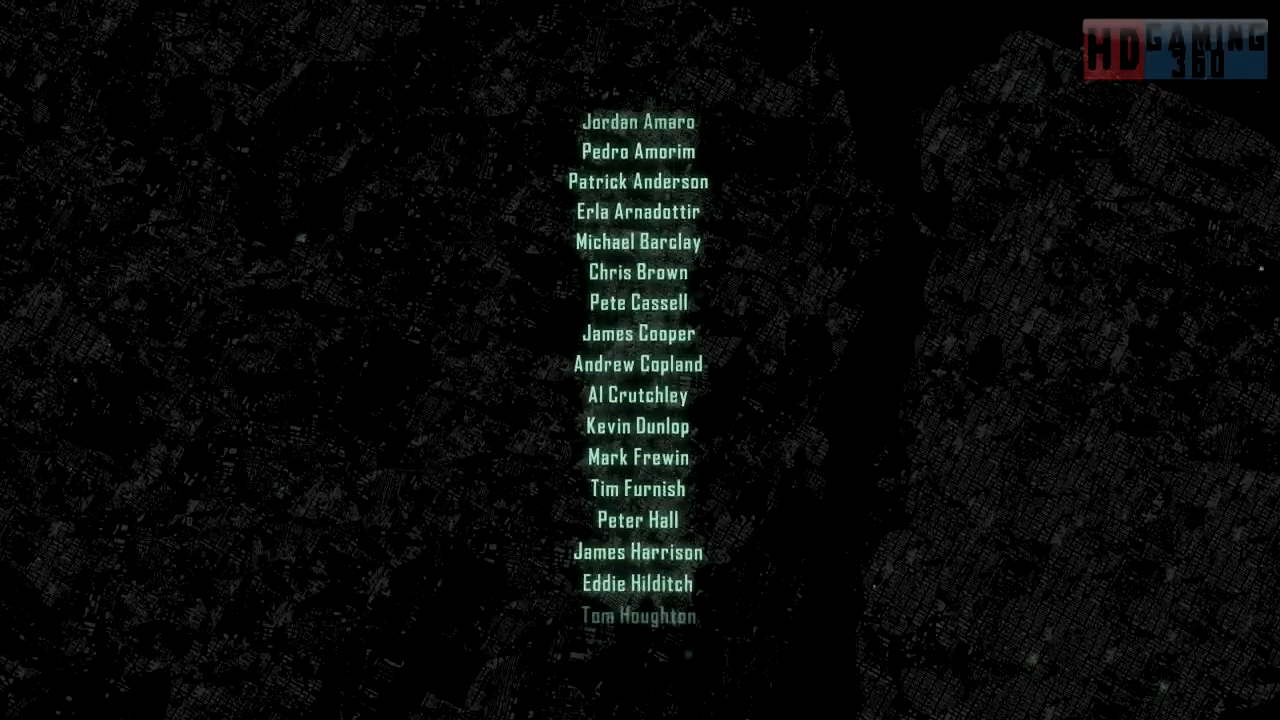 HD GAMING
360
Jordan Amaro
Pedro Amorim
Patrick Anderson
Erla Arnadottir
Michael Barclay
Chris Brown
Pete Cassell
James Cooper
Andrew Copland
Al Crutchley
Kevin Dunlop
Mark Frewin
Tim Furnish
Peter Hall
James Harrison
Eddie Hilditch
Tom Houghton